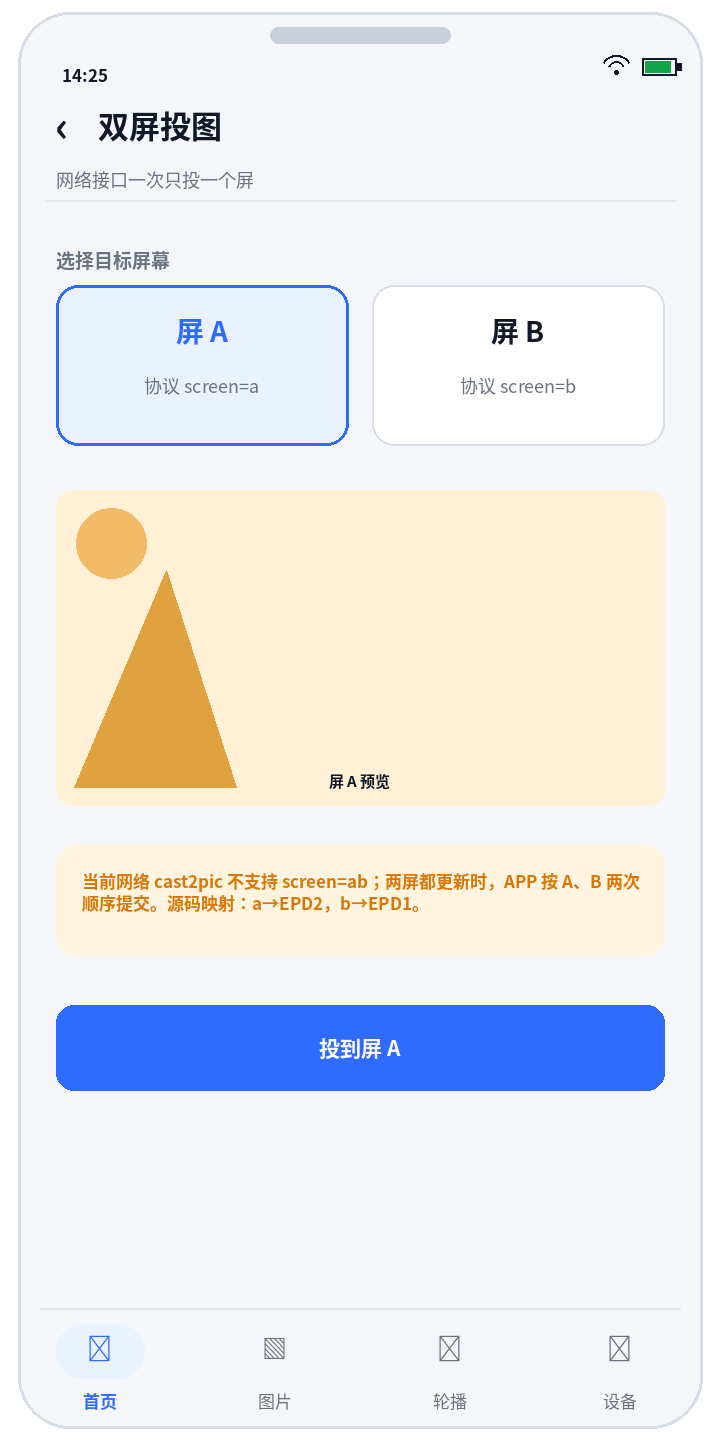 14:25
‹ 双屏投图
网络接口一次只投一个屏
选择目标屏幕
屏 A
协议 screen=a
屏 B
协议 screen=b
屏 A 预览
当前网络 cast2pic 不支持 screen=ab；两屏都更新时，APP 按 A、B 两次
顺序提交。源码映射：a→EPD2，b→EPD1。
投到屏 A
首页
图片
轮播
设备